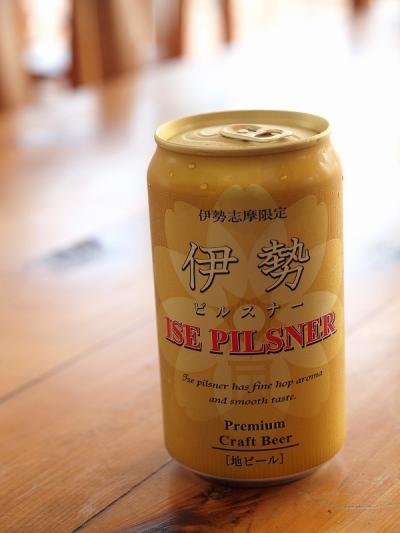 伊勢志摩限定
伊勢
ピルスナー
ISE PILSNER
Ise pilsner has fine hop aroma
and smooth taste.
Premium
Craft Beer
[地ビール]